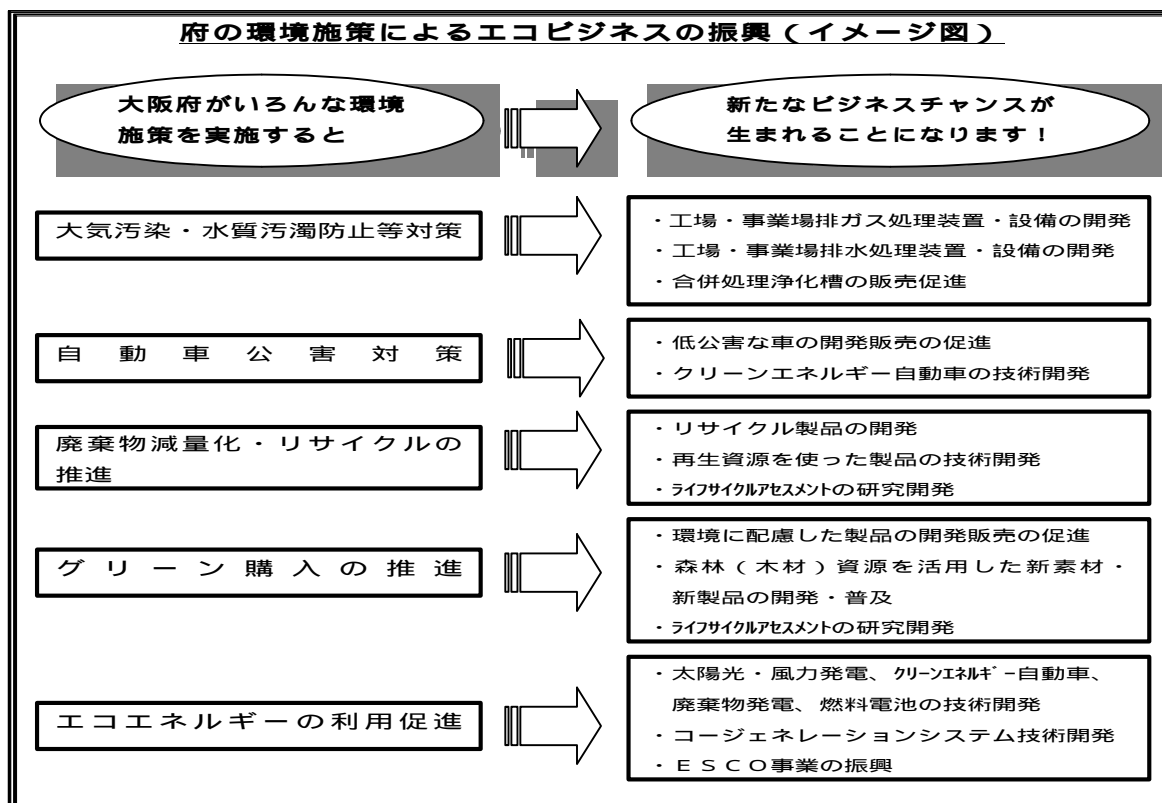 府の環境施策によるエコビジネスの振興（イメージ図）
大阪府がいろんな環境
施策を実施すると
新たなビジネスチャンスが
生まれることになります！
大気汚染・水質汚濁防止等対策
・工場・事業場排ガス処理装置・設備の開発
・工場・事業場排水処理装置・設備の開発
・合併処理浄化槽の販売促進
自動車公害対策
・低公害な車の開発販売の促進
・クリーンエネルギー自動車の技術開発
廃棄物減量化・リサイクルの
推進
・リサイクル製品の開発
・再生資源を使った製品の技術開発
・ﾗｲﾌｻｲｸﾙｱｾｽﾒﾝﾄの研究開発
グリーン購入の推進
・環境に配慮した製品の開発販売の促進
・森林（木材）資源を活用した新素材・
新製品の開発・普及
・ﾗｲﾌｻｲｸﾙｱｾｽﾒﾝﾄの研究開発
エコエネルギーの利用促進
・太陽光・風力発電、ｸﾘｰﾝｴﾈﾙｷﾞｰ自動車、
廃棄物発電、燃料電池の技術開発
・コージェネレーションシステム技術開発
・ＥＳＣＯ事業の振興